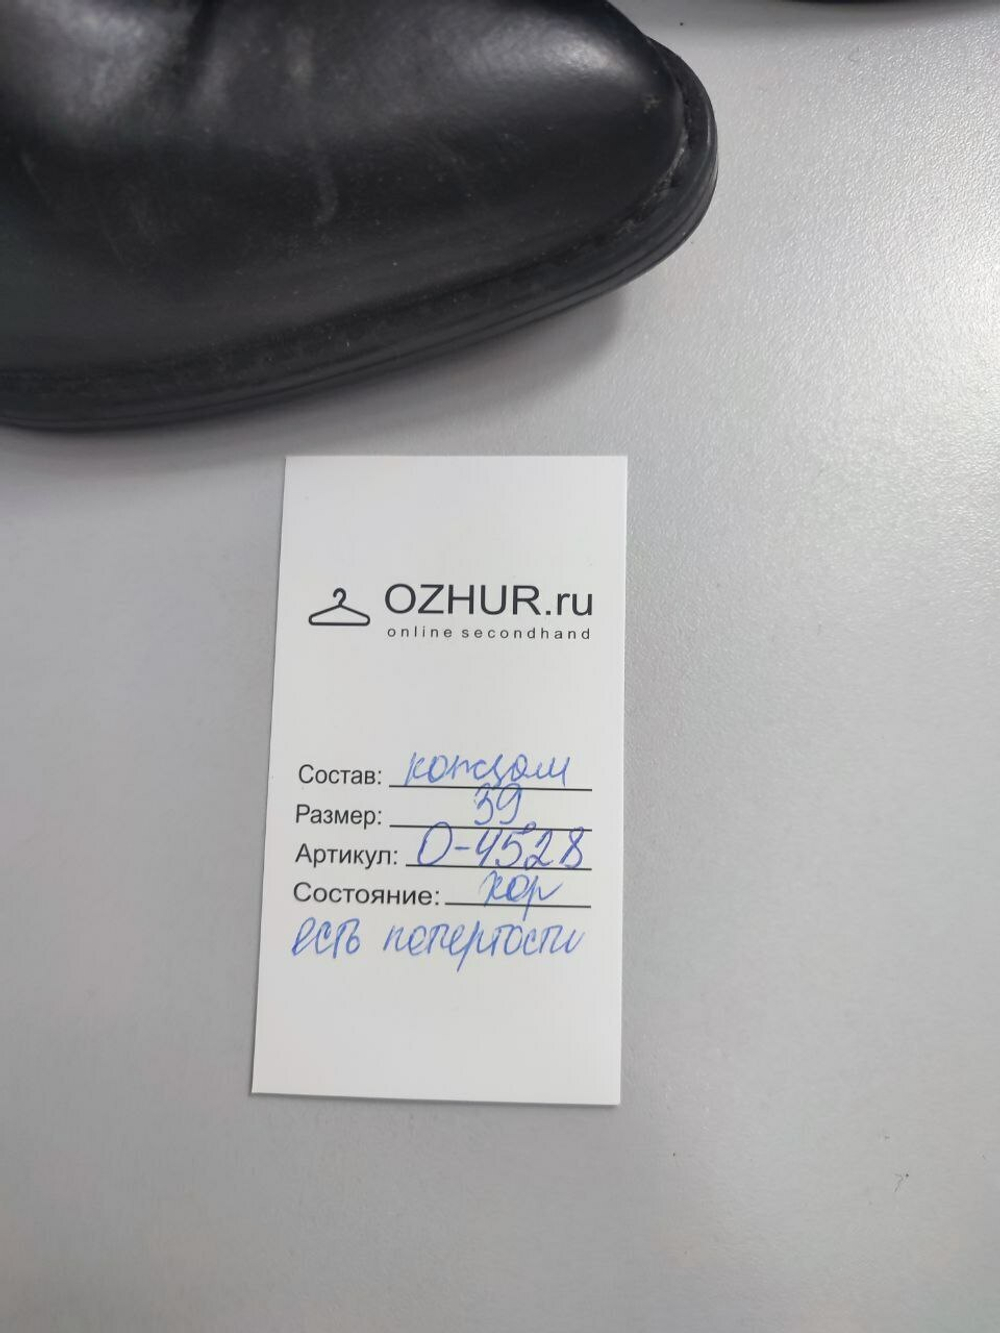 OZHUR.ru
online secondhand
Состав: кожзам
Размер: 39
Артикул: О-4528
Состояние: хор
есть потертости